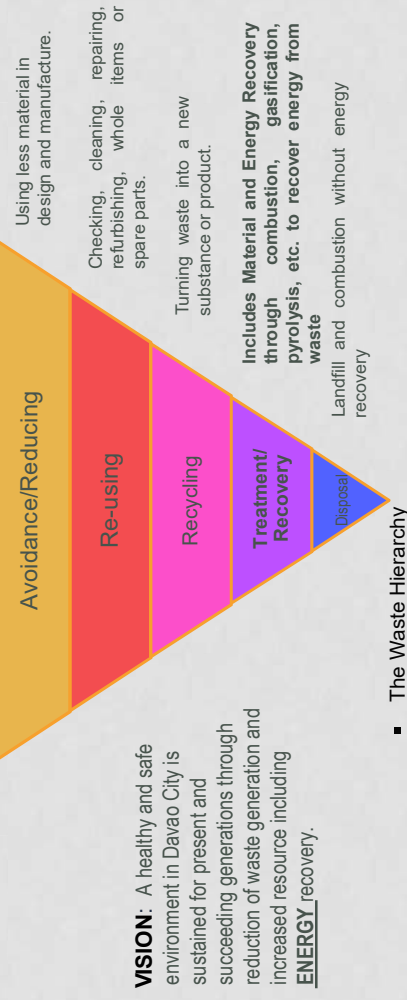 VISION: A healthy and safe
environment in Davao City is
sustained for present and
succeeding generations through
reduction of waste generation and
increased resource including
ENERGY recovery.
Avoidance/Reducing
Using less material in
design and manufacture.
Re-using
Checking, cleaning, repairing,
refurbishing, whole items or
spare parts.
Recycling
Turning waste into a new
substance or product.
Treatment/
Recovery
Includes Material and Energy Recovery
through combustion, gasification,
pyrolysis, etc. to recover energy from
waste
Disposal
Landfill and combustion without energy
recovery
▪ The Waste Hierarchy